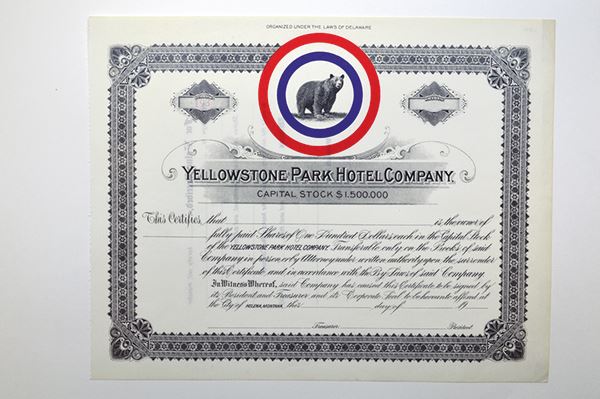 ORGANIZED UNDER THE LAWS OF DELAWARE
YELLOWSTONE PARK HOTEL COMPANY.
CAPITAL STOCK $1,500,000
This Certifies that is the owner of
fully paid Shares of One Hundred Dollars each in the Capital Stock
of the YELLOWSTONE PARK HOTEL COMPANY. Transferable only on the Books of said
Company in person or by Attorney under written authority upon the surrender
of this Certificate and in accordance with the By Laws of said Company.
In Witness Whereof, said Company has caused this Certificate to be signed by
its President and Treasurer and its Corporate Seal to be hereunto affixed at
the City of HELENA, MONTANA, this day of 19
Treasurer. President.